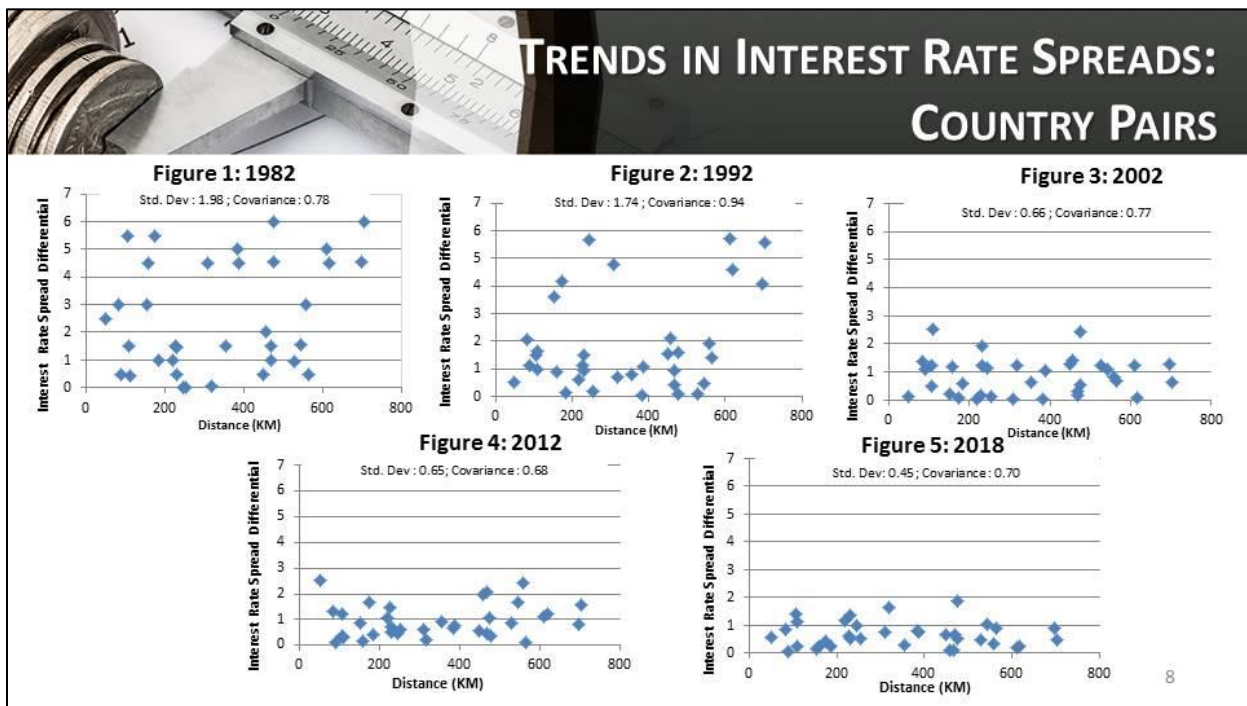 TRENDS IN INTEREST RATE SPREADS:
COUNTRY PAIRS
Figure 1: 1982
Std. Dev : 1.98 ; Covariance : 0.78
Interest Rate Spread Differential
7
6
5
4
3
2
1
0
0 200 400 600 800
Distance (KM)
Figure 2: 1992
Std. Dev : 1.74 ; Covariance : 0.94
Interest Rate Spread Differential
7
6
5
4
3
2
1
0
0 200 400 600 800
Distance (KM)
Figure 3: 2002
Std. Dev : 0.66 ; Covariance : 0.77
Interest Rate Spread Differential
7
6
5
4
3
2
1
0
0 200 400 600 800
Distance (KM)
Figure 4: 2012
Std. Dev : 0.65; Covariance : 0.68
Interest Rate Spread Differential
7
6
5
4
3
2
1
0
0 200 400 600 800
Distance (KM)
Figure 5: 2018
Std. Dev: 0.45 ; Covariance : 0.70
Interest Rate Spread Differential
7
6
5
4
3
2
1
0
0 200 400 600 800
Distance (KM)
8